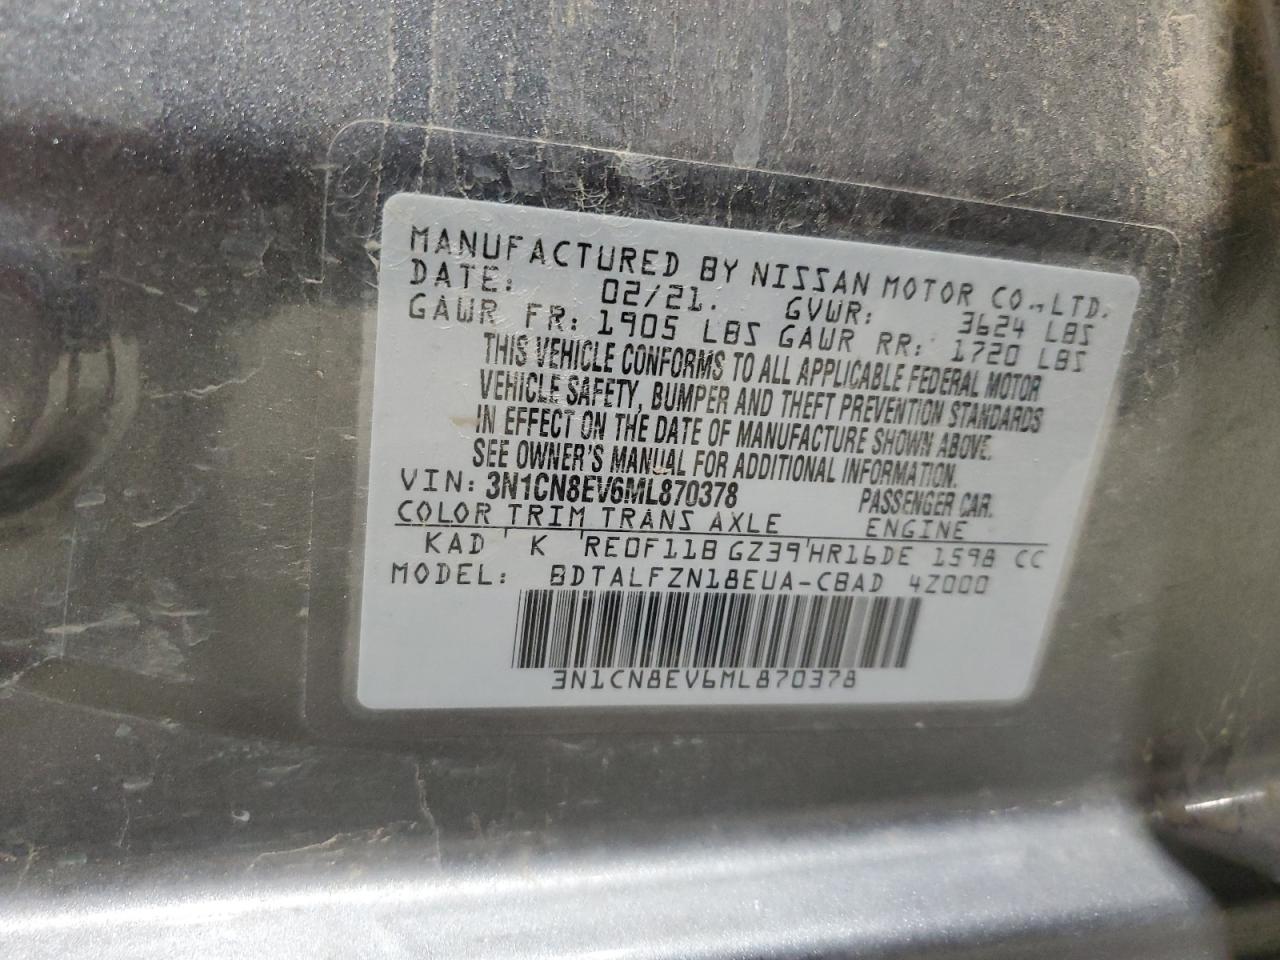 MANUFACTURED BY NISSAN MOTOR CO.,LTD.
DATE: 02/21. GVWR: 3624 LBS
GAWR FR: 1905 LBS GAWR RR: 1720 LBS
THIS VEHICLE CONFORMS TO ALL APPLICABLE FEDERAL MOTOR
VEHICLE SAFETY, BUMPER AND THEFT PREVENTION STANDARDS
IN EFFECT ON THE DATE OF MANUFACTURE SHOWN ABOVE.
SEE OWNER'S MANUAL FOR ADDITIONAL INFORMATION.
VIN: 3N1CN8EV6ML870378 PASSENGER CAR.
COLOR TRIM TRANS AXLE ENGINE
KAD K RE0F11B GZ39 HR16DE 1598 CC
MODEL: BDTALFZN18EUA-CBAD 4Z000
3N1CN8EV6ML870378